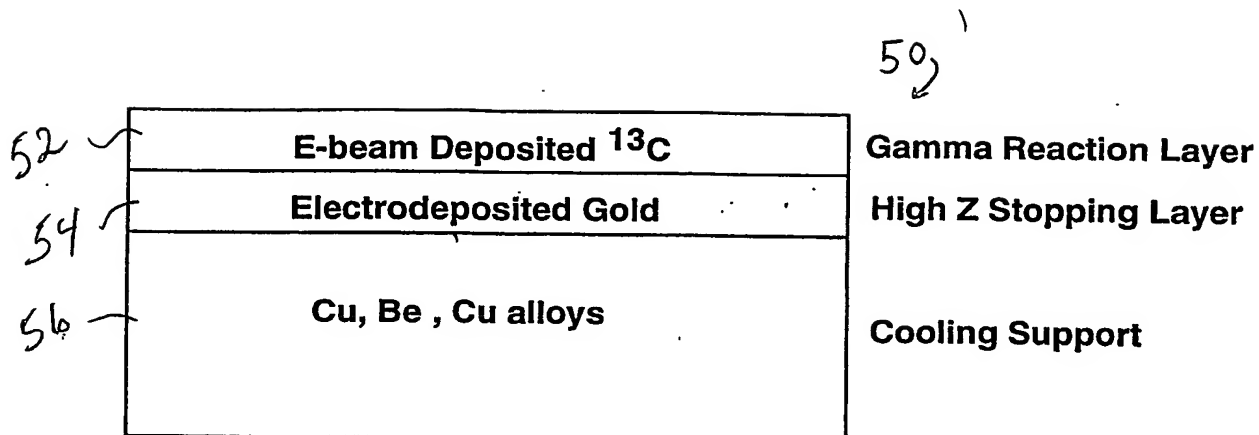 50
52 E-beam Deposited ¹³C Gamma Reaction Layer
54 Electrodeposited Gold High Z Stopping Layer
56 Cu, Be , Cu alloys
Cooling Support